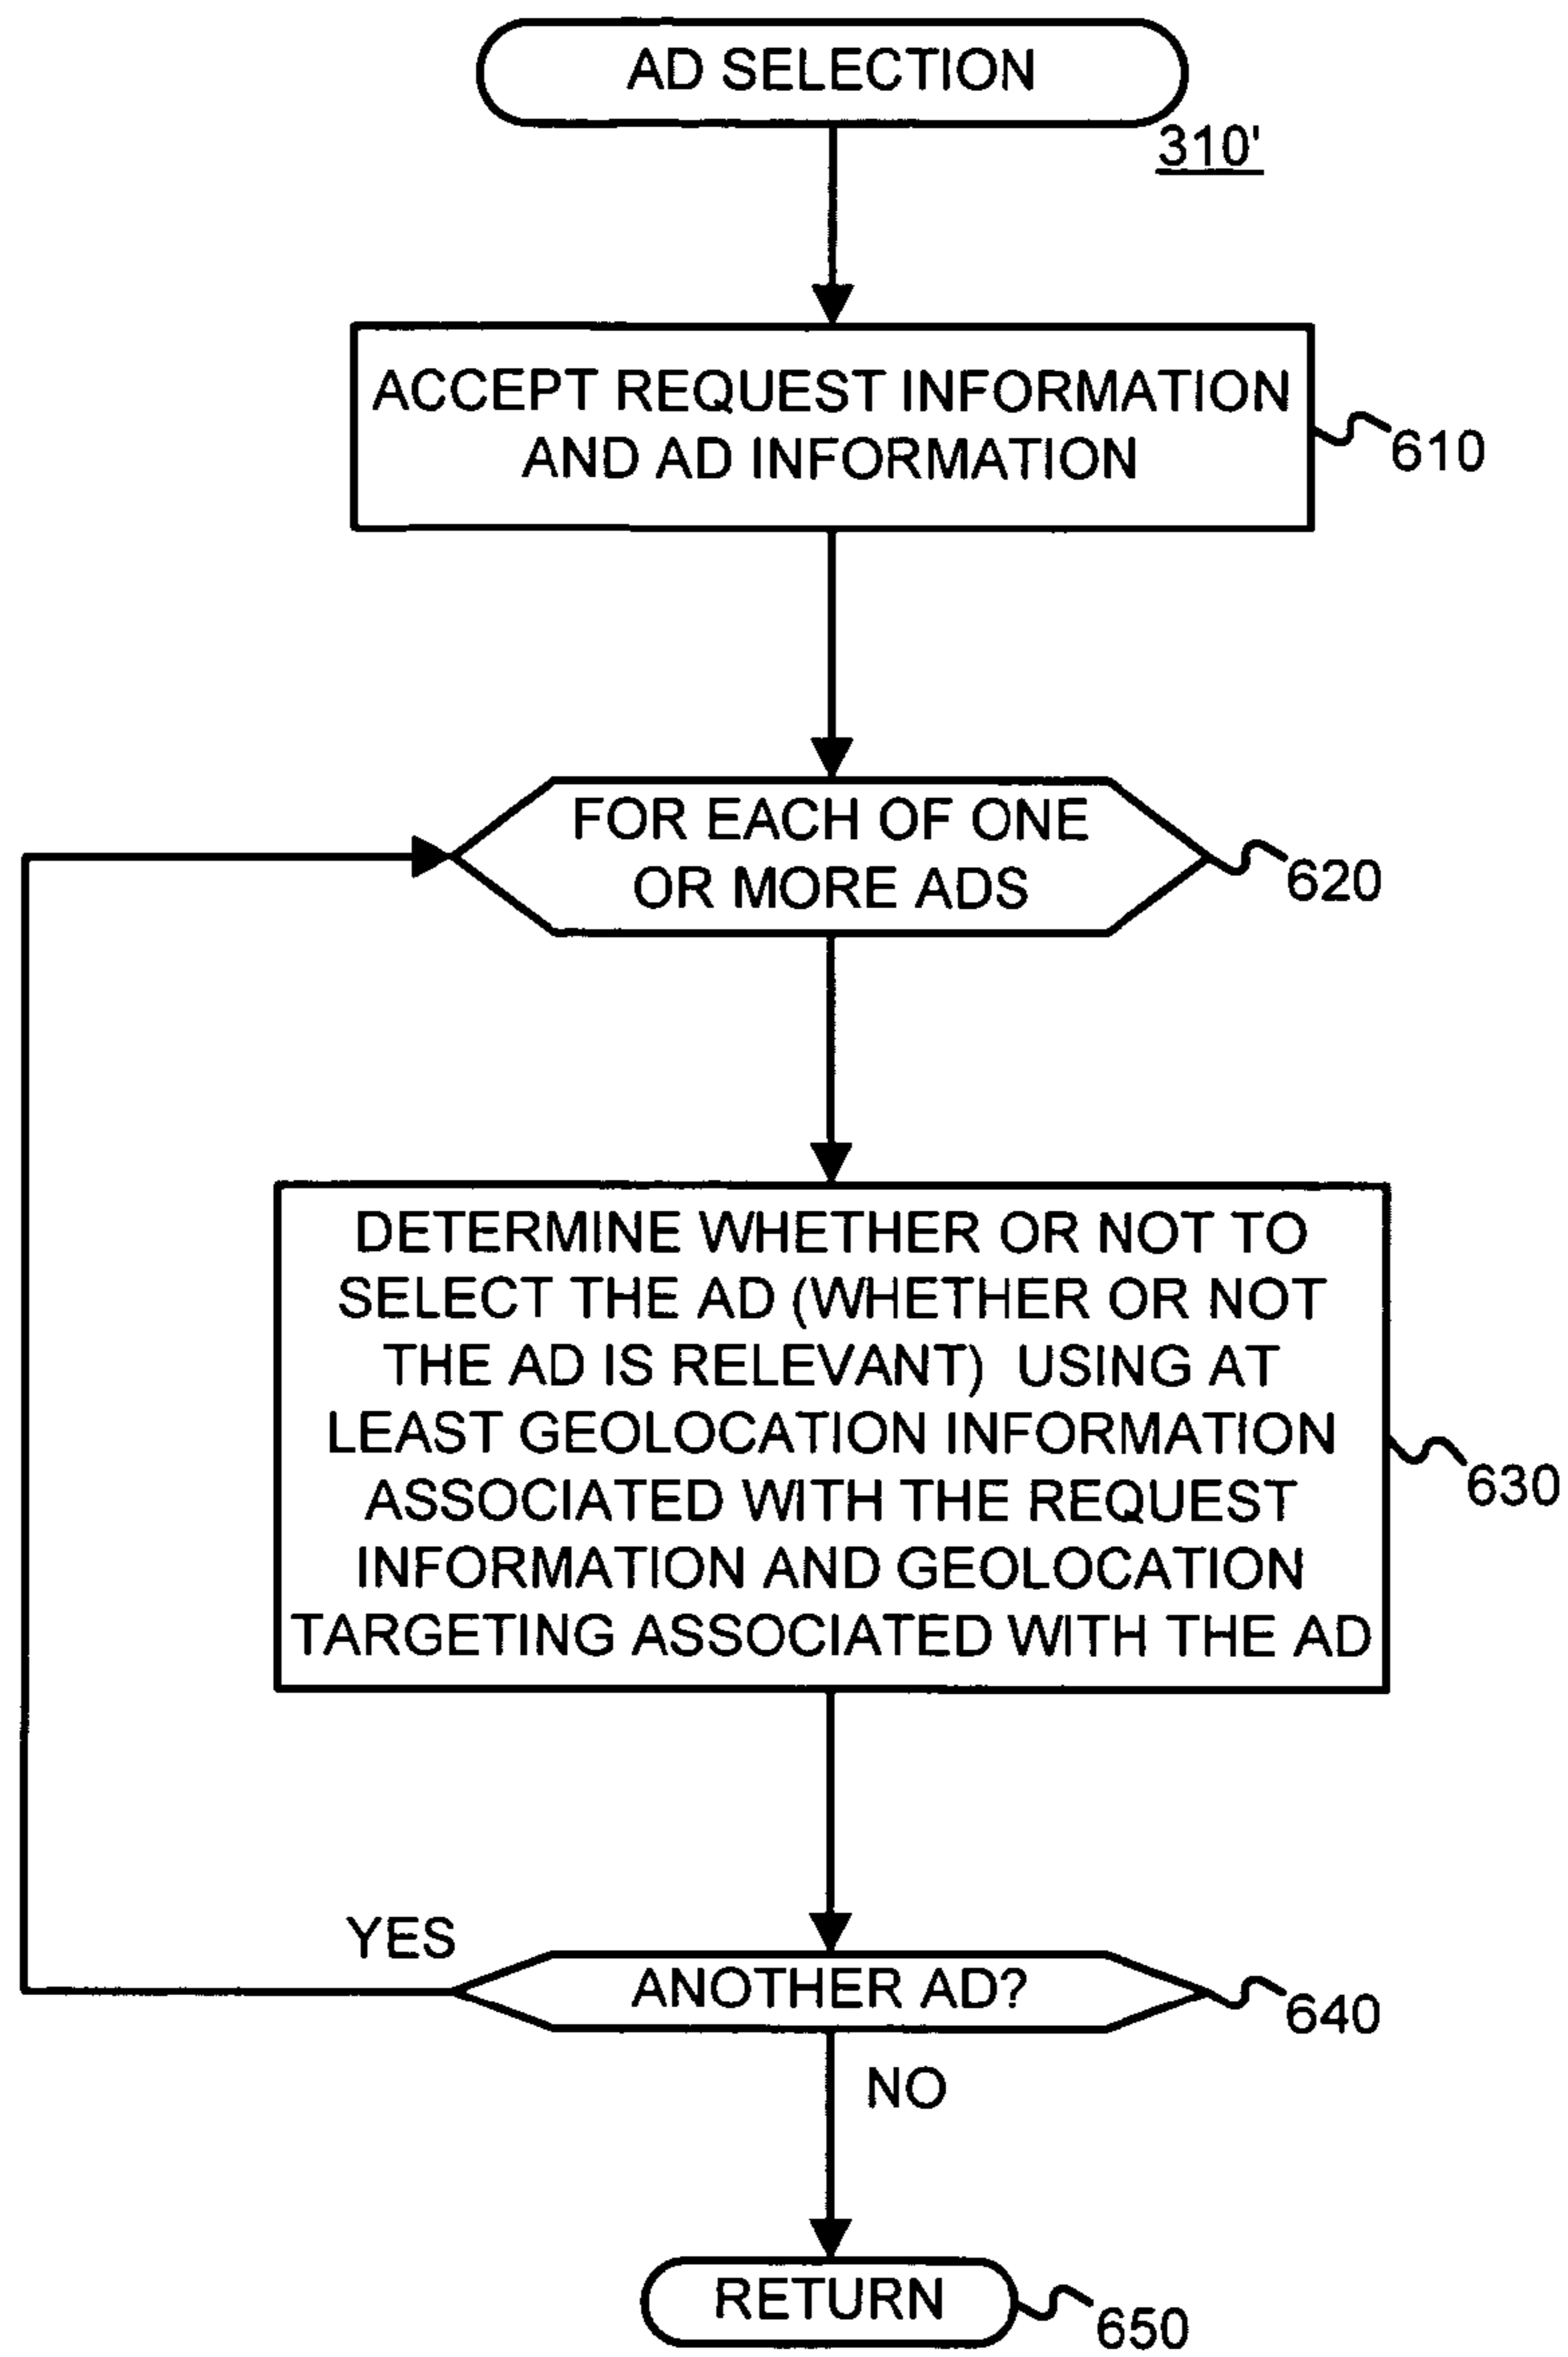 AD SELECTION
310'
ACCEPT REQUEST INFORMATION
AND AD INFORMATION
610
FOR EACH OF ONE
OR MORE ADS
620
DETERMINE WHETHER OR NOT TO
SELECT THE AD (WHETHER OR NOT
THE AD IS RELEVANT) USING AT
LEAST GEOLOCATION INFORMATION
ASSOCIATED WITH THE REQUEST
INFORMATION AND GEOLOCATION
TARGETING ASSOCIATED WITH THE AD
630
YES
ANOTHER AD?
640
NO
RETURN
650